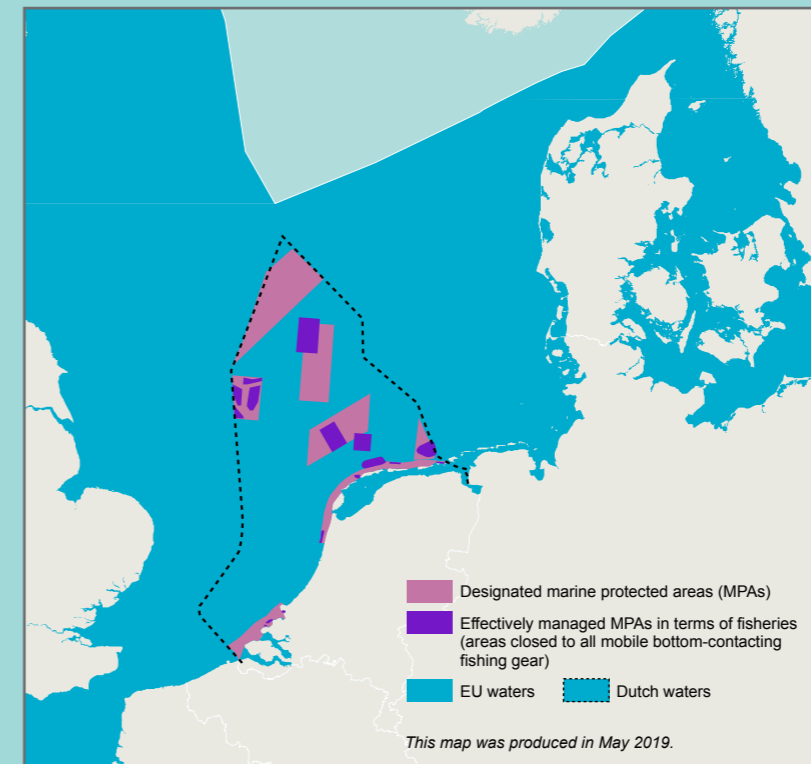 Designated marine protected areas (MPAs)
Effectively managed MPAs in terms of fisheries
(areas closed to all mobile bottom-contacting
fishing gear)
EU waters Dutch waters
This map was produced in May 2019.